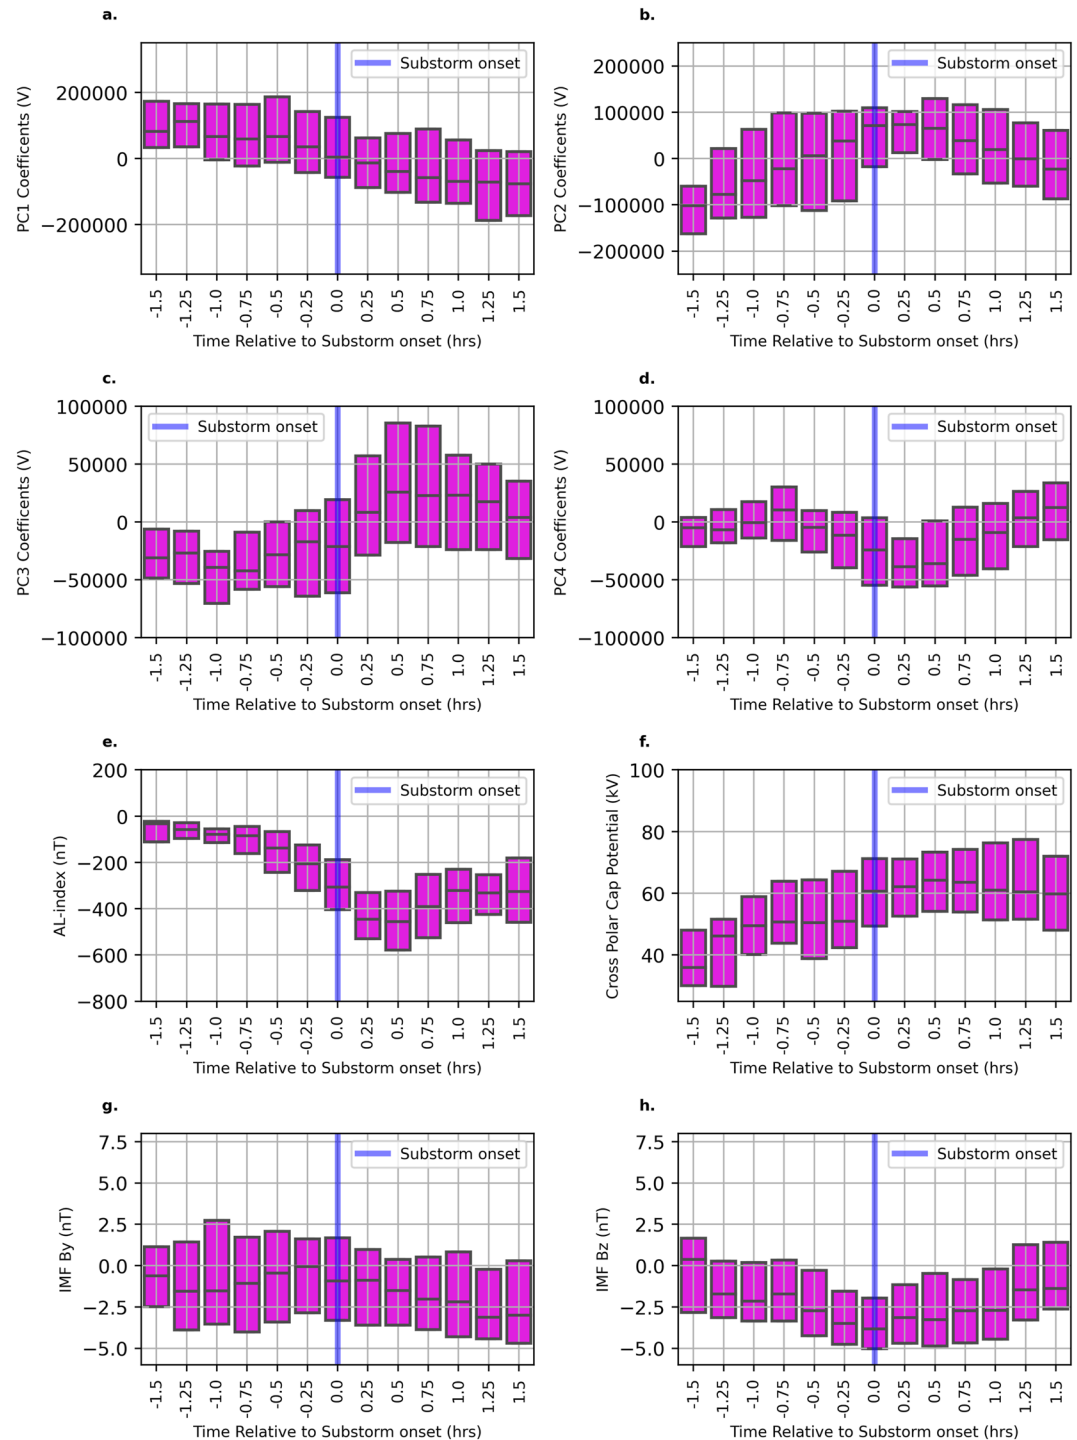 a.
PC1 Coefficents (V)
200000
0
−200000
Substorm onset
-1.5 -1.25 -1.0 -0.75 -0.5 -0.25 0.0 0.25 0.5 0.75 1.0 1.25 1.5
Time Relative to Substorm onset (hrs)
b.
PC2 Coefficents (V)
200000
100000
0
−100000
−200000
Substorm onset
-1.5 -1.25 -1.0 -0.75 -0.5 -0.25 0.0 0.25 0.5 0.75 1.0 1.25 1.5
Time Relative to Substorm onset (hrs)
c.
PC3 Coefficents (V)
100000
50000
0
−50000
−100000
Substorm onset
-1.5 -1.25 -1.0 -0.75 -0.5 -0.25 0.0 0.25 0.5 0.75 1.0 1.25 1.5
Time Relative to Substorm onset (hrs)
d.
PC4 Coefficents (V)
100000
50000
0
−50000
−100000
Substorm onset
-1.5 -1.25 -1.0 -0.75 -0.5 -0.25 0.0 0.25 0.5 0.75 1.0 1.25 1.5
Time Relative to Substorm onset (hrs)
e.
AL-index (nT)
200
0
−200
−400
−600
−800
Substorm onset
-1.5 -1.25 -1.0 -0.75 -0.5 -0.25 0.0 0.25 0.5 0.75 1.0 1.25 1.5
Time Relative to Substorm onset (hrs)
f.
Cross Polar Cap Potential (kV)
100
80
60
40
Substorm onset
-1.5 -1.25 -1.0 -0.75 -0.5 -0.25 0.0 0.25 0.5 0.75 1.0 1.25 1.5
Time Relative to Substorm onset (hrs)
g.
IMF By (nT)
7.5
5.0
2.5
0.0
−2.5
−5.0
Substorm onset
-1.5 -1.25 -1.0 -0.75 -0.5 -0.25 0.0 0.25 0.5 0.75 1.0 1.25 1.5
Time Relative to Substorm onset (hrs)
h.
IMF Bz (nT)
7.5
5.0
2.5
0.0
−2.5
−5.0
Substorm onset
-1.5 -1.25 -1.0 -0.75 -0.5 -0.25 0.0 0.25 0.5 0.75 1.0 1.25 1.5
Time Relative to Substorm onset (hrs)